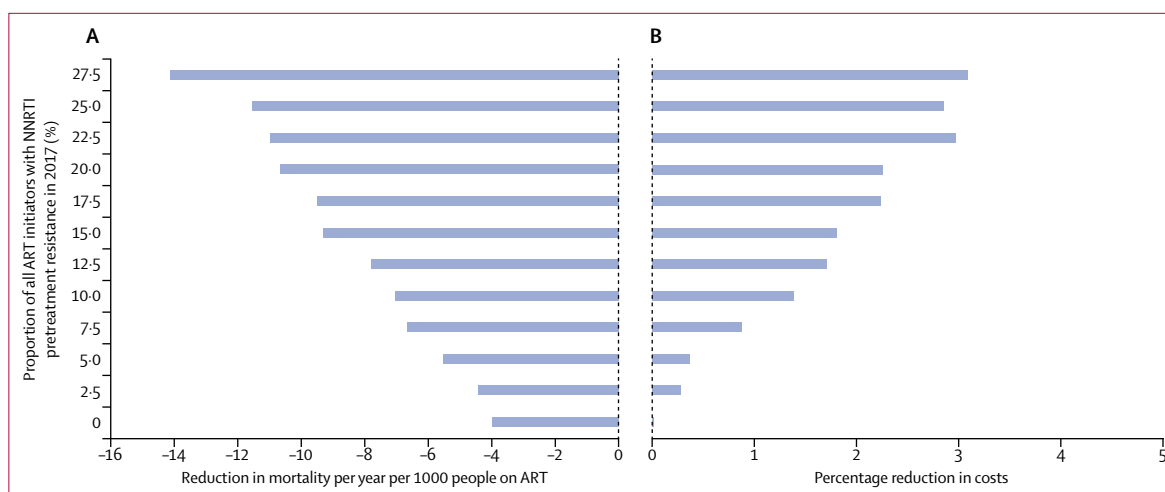 A
B
Proportion of all ART initiators with NNRTI
pretreatment resistance in 2017 (%)
27·5
25·0
22·5
20·0
17·5
15·0
12·5
10·0
7·5
5·0
2·5
0
–16 –14 –12 –10 –8 –6 –4 –2 0
0 1 2 3 4 5
Reduction in mortality per year per 1000 people on ART
Percentage reduction in costs